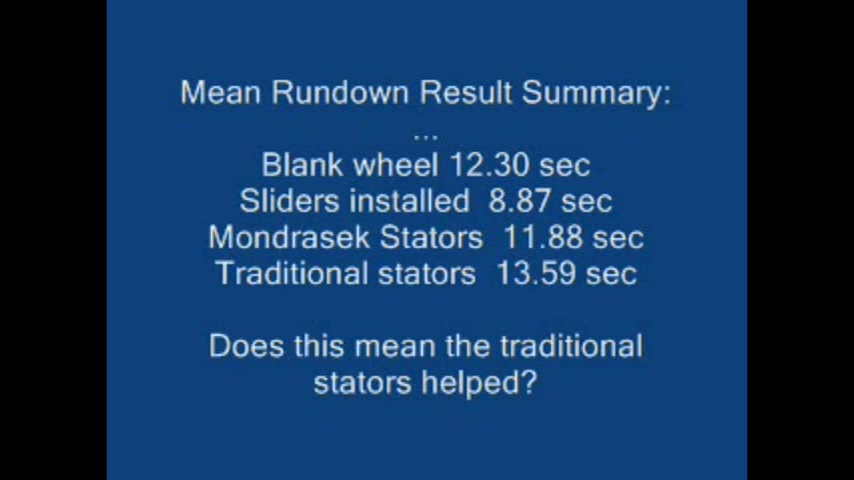 Mean Rundown Result Summary:
...
Blank wheel 12.30 sec
Sliders installed 8.87 sec
Mondrasek Stators 11.88 sec
Traditional stators 13.59 sec
Does this mean the traditional
stators helped?